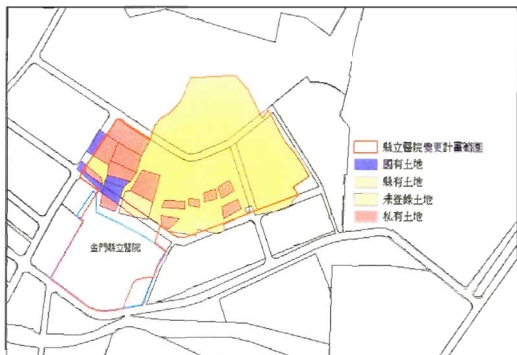 縣立醫院變更計畫範圍
國有土地
縣有土地
未登錄土地
私有土地
金門縣立醫院